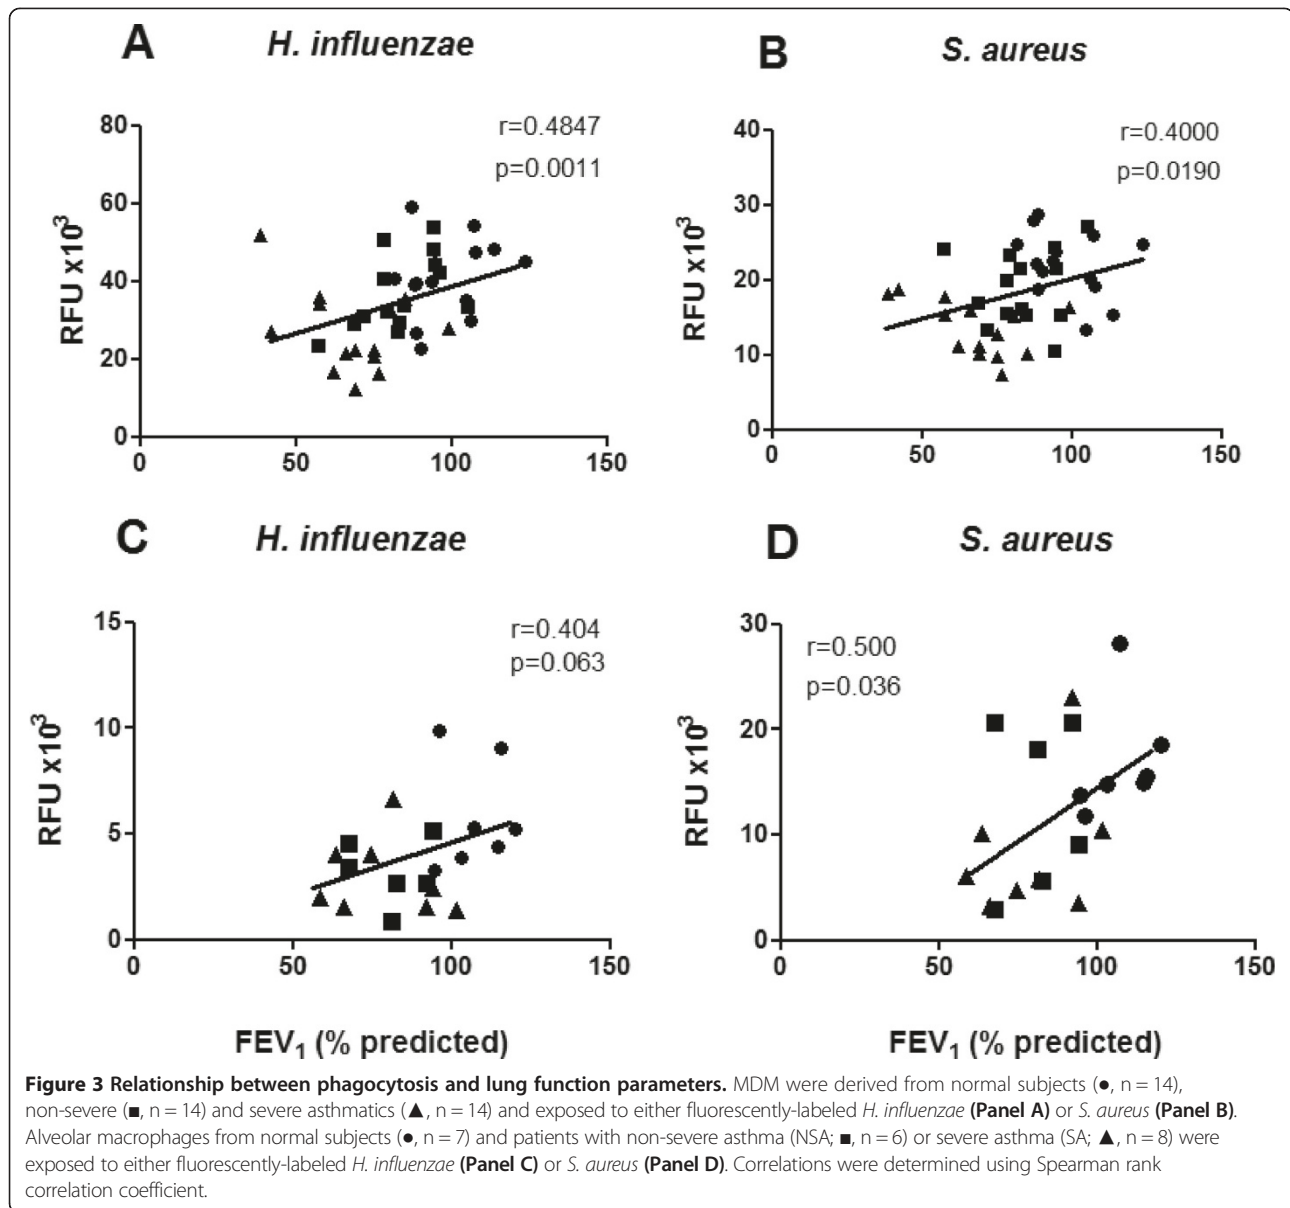 A
H. influenzae
r=0.4847
p=0.0011
RFU x10³
80
60
40
20
0
0 50 100 150
B
S. aureus
r=0.4000
p=0.0190
RFU x10³
40
30
20
10
0
0 50 100 150
C
H. influenzae
r=0.404
p=0.063
RFU x10³
15
10
5
0
0 50 100 150
FEV₁ (% predicted)
D
S. aureus
r=0.500
p=0.036
RFU x10³
30
20
10
0
0 50 100 150
FEV₁ (% predicted)
Figure 3 Relationship between phagocytosis and lung function parameters. MDM were derived from normal subjects (●, n = 14),
non-severe (■, n = 14) and severe asthmatics (▲, n = 14) and exposed to either fluorescently-labeled H. influenzae (Panel A) or S. aureus (Panel B).
Alveolar macrophages from normal subjects (●, n = 7) and patients with non-severe asthma (NSA; ■, n = 6) or severe asthma (SA; ▲, n = 8) were
exposed to either fluorescently-labeled H. influenzae (Panel C) or S. aureus (Panel D). Correlations were determined using Spearman rank
correlation coefficient.